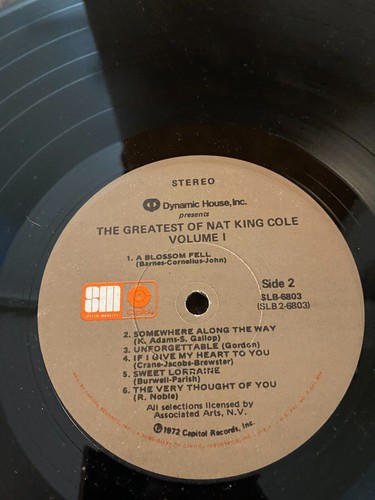 STEREO
Dynamic House, Inc.
presents
THE GREATEST OF NAT KING COLE
VOLUME I
1. A BLOSSOM FELL
(Barnes-Cornelius-John)
SM
Side 2
SLB-6803
(SLB 2-6803)
2. SOMEWHERE ALONG THE WAY
(K. Adams-S. Gallop)
3. UNFORGETTABLE (Gordon)
4. IF I GIVE MY HEART TO YOU
(Crane-Jacobs-Brewster)
5. SWEET LORRAINE
(Burwell-Parish)
6. THE VERY THOUGHT OF YOU
(R. Noble)
All selections licensed by
Associated Arts, N.V.
℗1972 Capitol Records, Inc.